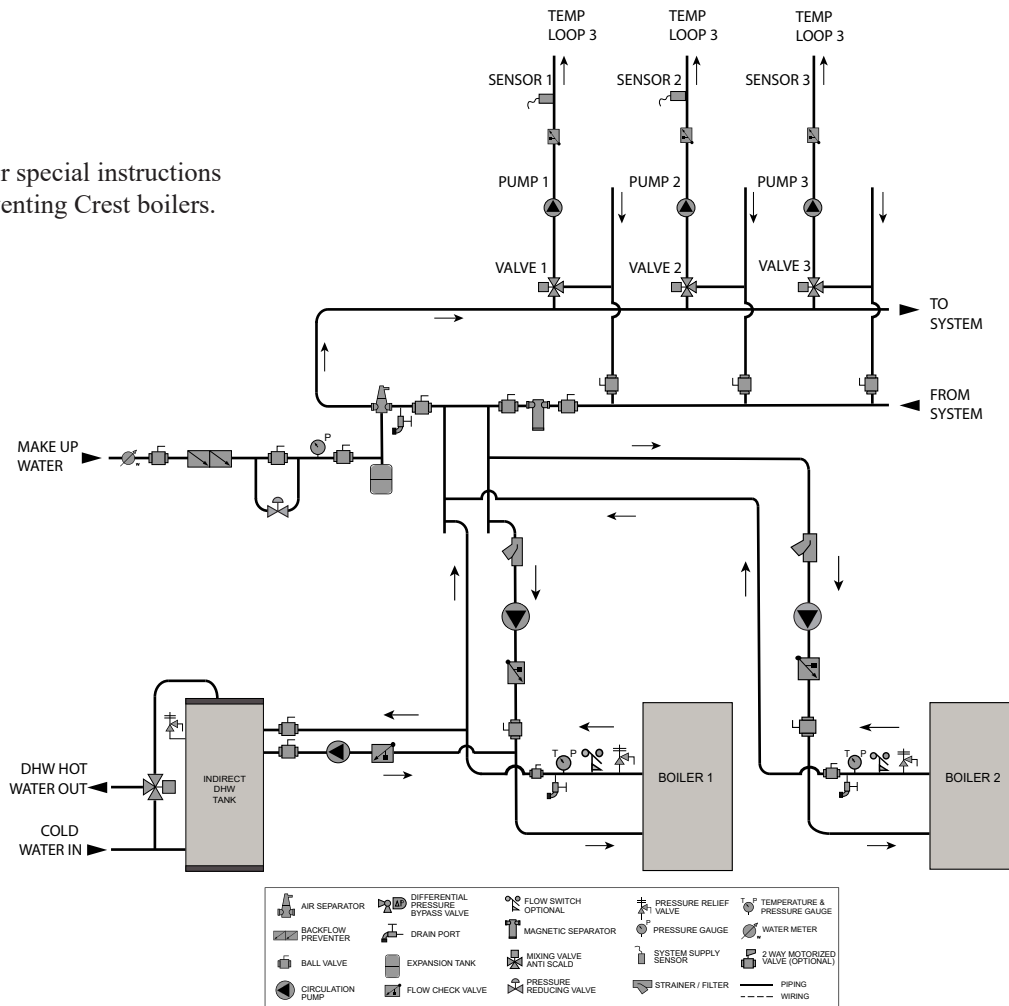 TEMP
LOOP 3
TEMP
LOOP 3
TEMP
LOOP 3
SENSOR 1
SENSOR 2
SENSOR 3
r special instructions
enting Crest boilers.
PUMP 1
PUMP 2
PUMP 3
VALVE 1
VALVE 2
VALVE 3
TO
SYSTEM
FROM
SYSTEM
MAKE UP
WATER
P
W
DHW HOT
WATER OUT
COLD
WATER IN
INDIRECT
DHW
TANK
T P
BOILER 1
T P
BOILER 2
AIR SEPARATOR
BACKFLOW
PREVENTER
BALL VALVE
CIRCULATION
PUMP
ΔP
DIFFERENTIAL
PRESSURE
BYPASS VALVE
DRAIN PORT
EXPANSION TANK
FLOW CHECK VALVE
FLOW SWITCH
OPTIONAL
MAGNETIC SEPARATOR
MIXING VALVE
ANTI SCALD
PRESSURE
REDUCING VALVE
PRESSURE RELIEF
VALVE
P
PRESSURE GAUGE
SYSTEM SUPPLY
SENSOR
STRAINER / FILTER
T P
TEMPERATURE &
PRESSURE GAUGE
W
WATER METER
2 WAY MOTORIZED
VALVE (OPTIONAL)
PIPING
WIRING